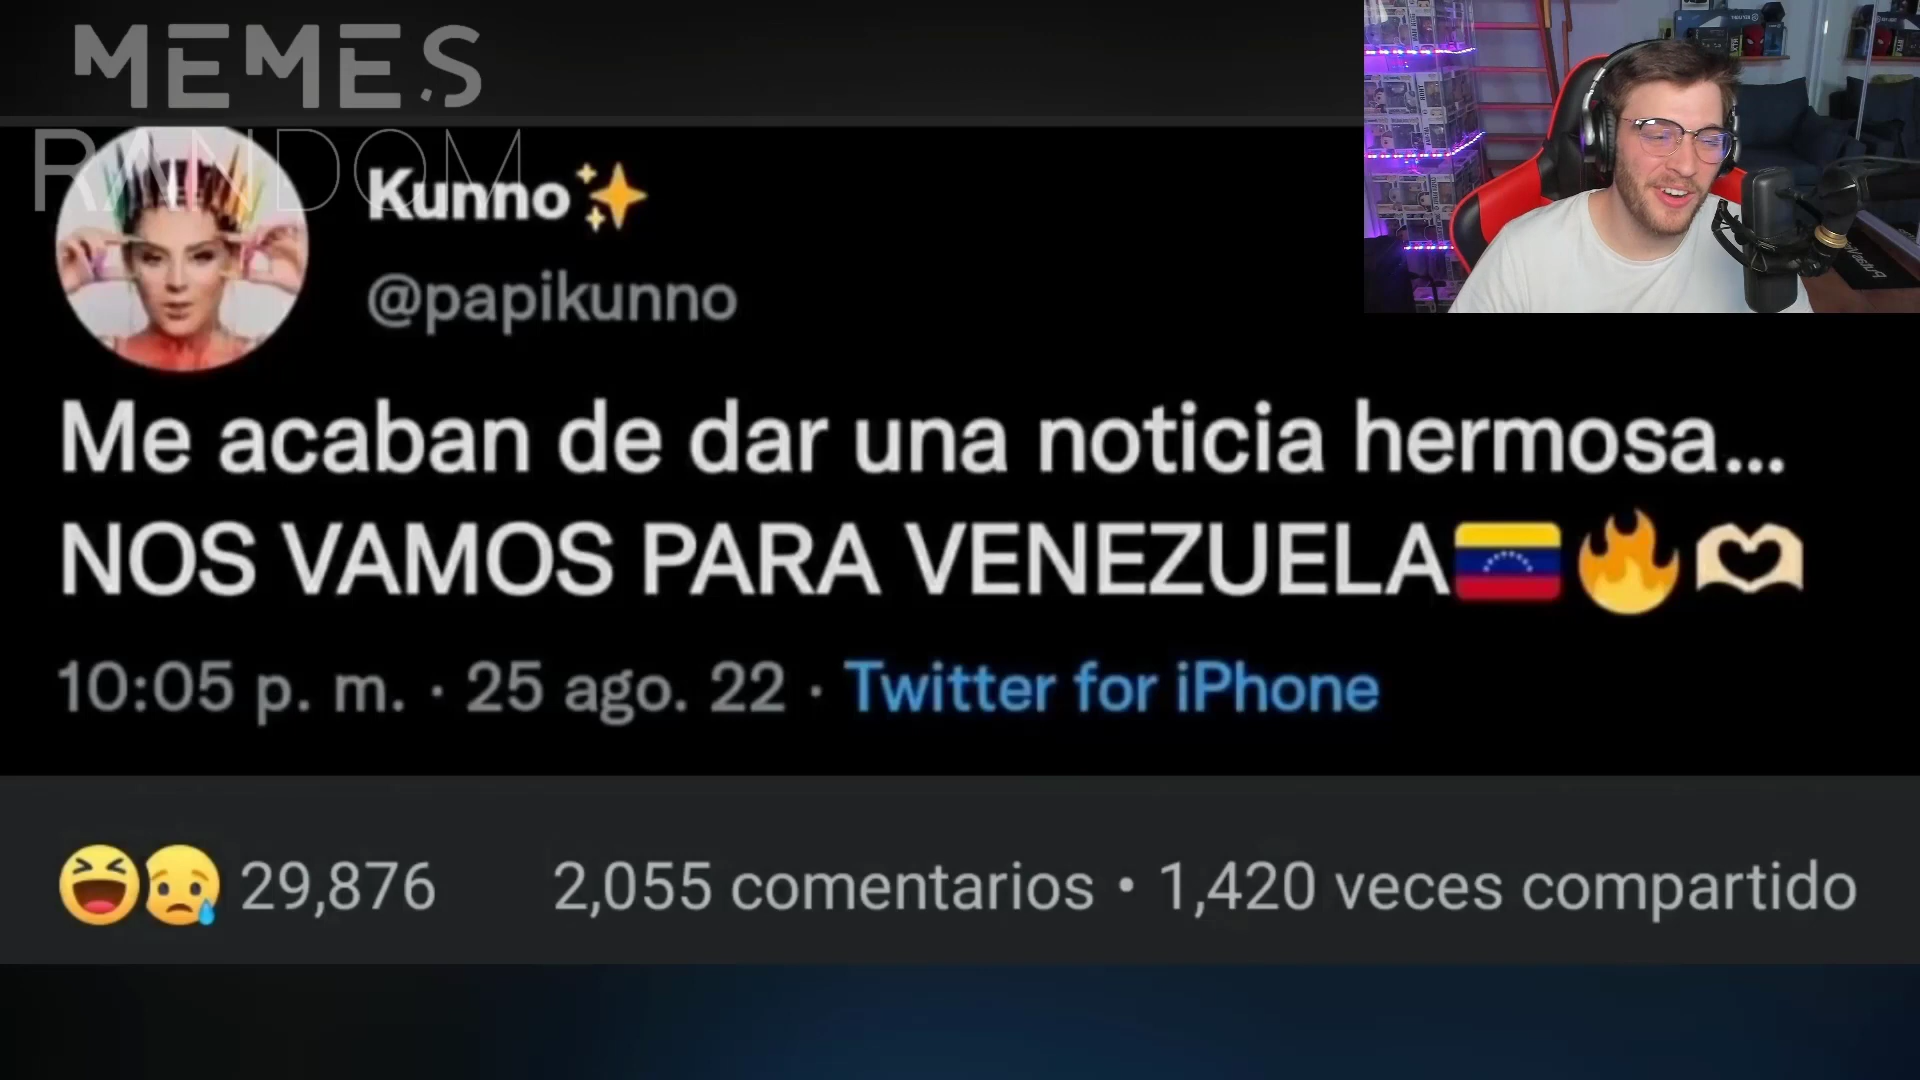 MEMES
RANDOM
Kunno✨
@papikunno
Me acaban de dar una noticia hermosa...
NOS VAMOS PARA VENEZUELA🇻🇪🔥🫶🏻
10:05 p. m. · 25 ago. 22 · Twitter for iPhone
😆😥 29,876 2,055 comentarios • 1,420 veces compartido